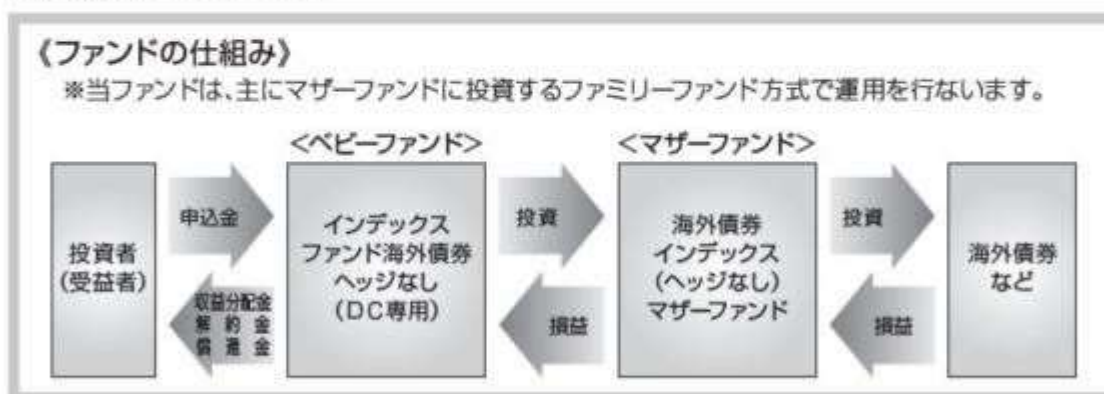 《ファンドの仕組み》
※当ファンドは、主にマザーファンドに投資するファミリーファンド方式で運用を行ないます。
<ベビーファンド>
<マザーファンド>
投資者
(受益者)
申込金
収益分配金
解約金
償還金
インデックス
ファンド海外債券
ヘッジなし
(DC専用)
投資
損益
海外債券
インデックス
(ヘッジなし)
マザーファンド
投資
損益
海外債券
など